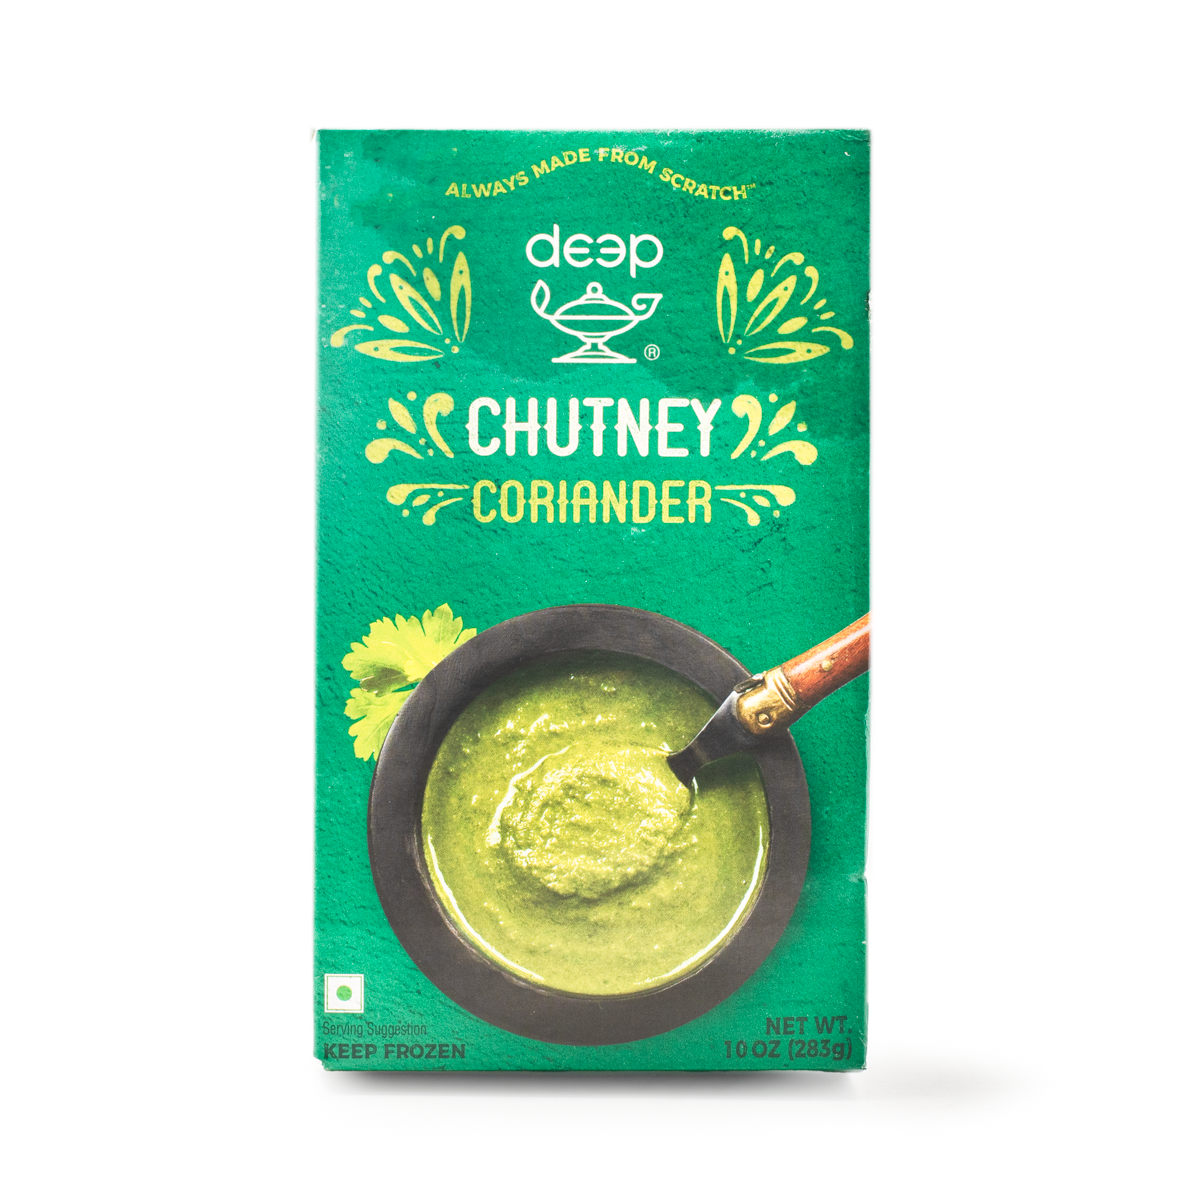 ALWAYS MADE FROM SCRATCH™
deep
®
CHUTNEY
CORIANDER
Serving Suggestion
KEEP FROZEN
NET WT.
10 OZ (283g)